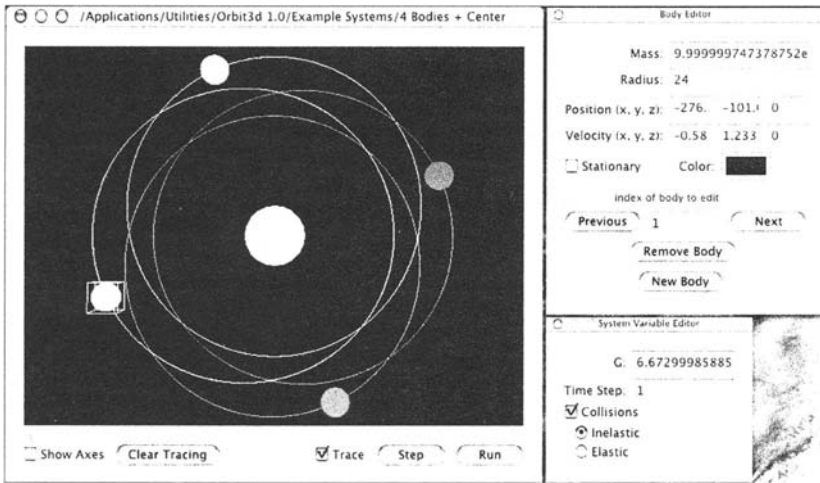 /Applications/Utilities/Orbit3d 1.0/Example Systems/4 Bodies + Center
Show Axes
Clear Tracing
Trace
Step
Run
Body Editor
Mass: 9.999999747378752e
Radius: 24
Position (x, y, z): -276. -101.( 0
Velocity (x, y, z): -0.58 1.233 0
Stationary
Color:
index of body to edit
Previous
1
Next
Remove Body
New Body
System Variable Editor
G: 6.67299985885
Time Step: 1
Collisions
Inelastic
Elastic